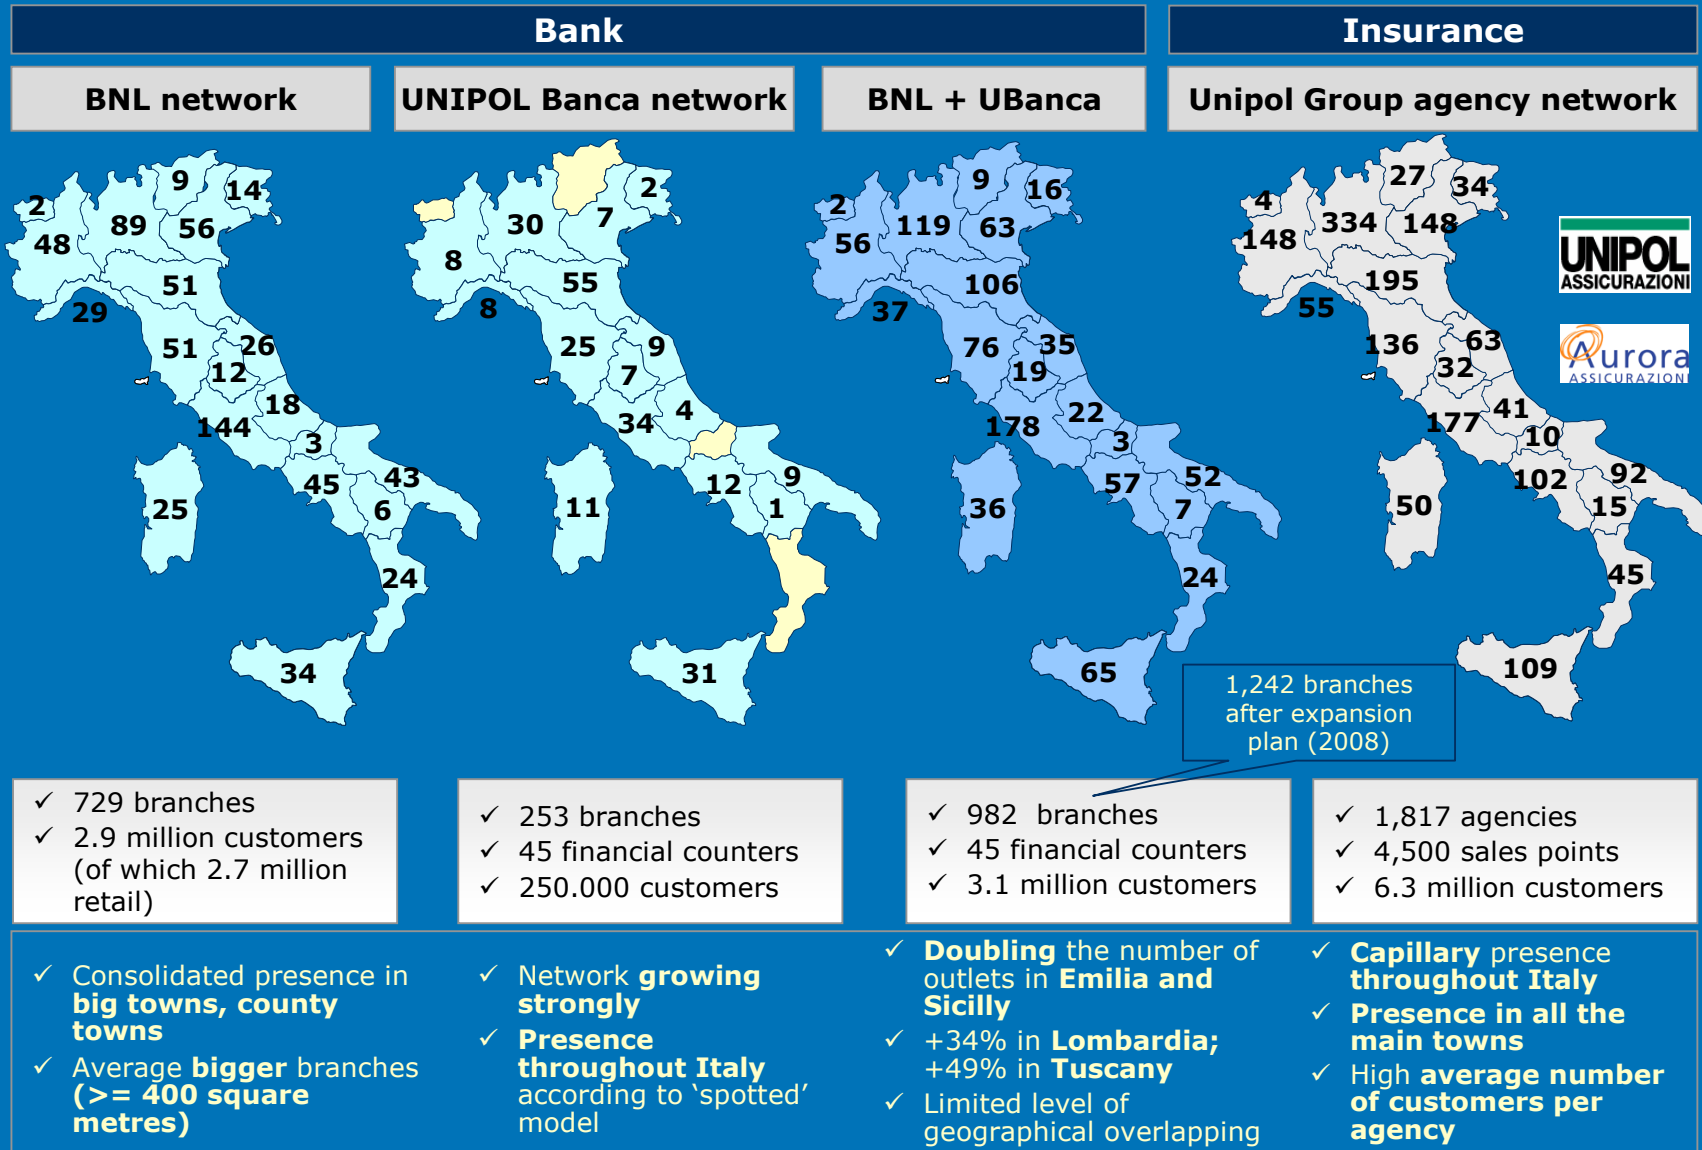 Bank
Insurance
BNL network
UNIPOL Banca network
BNL + UBanca
Unipol Group agency network
2
9
14
89
56
48
51
29
51
26
12
18
144
3
45
43
6
25
24
34
2
7
30
8
55
8
25
9
7
4
34
12
9
1
11
31
2
9
16
119
63
56
106
37
76
35
19
22
178
3
57
52
7
36
24
65
4
27
34
334
148
148
195
55
136
63
32
41
177
10
102
92
15
50
45
109
UNIPOL
ASSICURAZIONI
Aurora
ASSICURAZIONI
1,242 branches
after expansion
plan (2008)
✓ 729 branches
✓ 2.9 million customers
(of which 2.7 million
retail)
✓ 253 branches
✓ 45 financial counters
✓ 250.000 customers
✓ 982 branches
✓ 45 financial counters
✓ 3.1 million customers
✓ 1,817 agencies
✓ 4,500 sales points
✓ 6.3 million customers
✓ Consolidated presence in
big towns, county
towns
✓ Average bigger branches
(>= 400 square
metres)
✓ Network growing
strongly
✓ Presence
throughout Italy
according to ‘spotted’
model
✓ Doubling the number of
outlets in Emilia and
Sicilly
✓ +34% in Lombardia;
+49% in Tuscany
✓ Limited level of
geographical overlapping
✓ Capillary presence
throughout Italy
✓ Presence in all the
main towns
✓ High average number
of customers per
agency